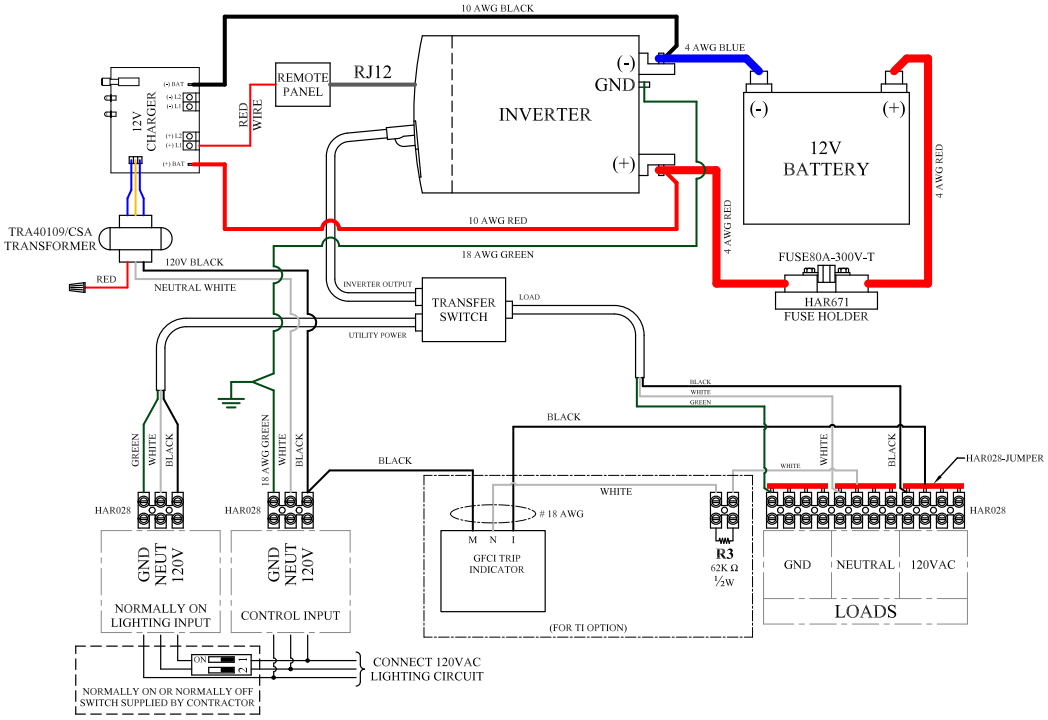 10 AWG BLACK
4 AWG BLUE
(-) BAT
(-) L2
(-) L1
12V
CHARGER
(+) L2
(+) L1
(+) BAT
RED
WIRE
REMOTE
PANEL
RJ12
INVERTER
(-)
GND
(+)
(-)
(+)
12V
BATTERY
4 AWG RED
4 AWG RED
10 AWG RED
18 AWG GREEN
TRA40109/CSA
TRANSFORMER
120V BLACK
RED
NEUTRAL WHITE
INVERTER OUTPUT
TRANSFER
SWITCH
LOAD
UTILITY POWER
FUSE80A-300V-T
HAR671
FUSE HOLDER
BLACK
WHITE
GREEN
GREEN
WHITE
BLACK
18 AWG GREEN
WHITE
BLACK
BLACK
BLACK
WHITE
BLACK
WHITE
HAR028-JUMPER
WHITE
HAR028
HAR028
HAR028
# 18 AWG
M N I
GFCI TRIP
INDICATOR
R3
62K Ω
½W
(FOR TI OPTION)
GND
NEUT
120V
NORMALLY ON
LIGHTING INPUT
GND
NEUT
120V
CONTROL INPUT
GND
NEUTRAL
120VAC
LOADS
ON
1
2
CONNECT 120VAC
LIGHTING CIRCUIT
NORMALLY ON OR NORMALLY OFF
SWITCH SUPPLIED BY CONTRACTOR